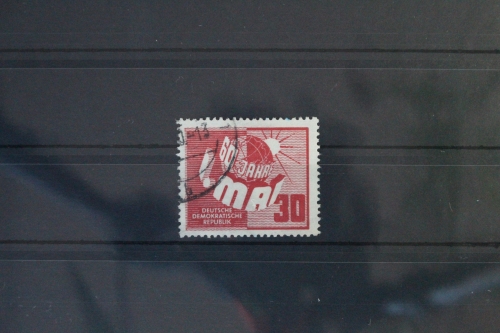 60 JAHRE
1. MAI
DEUTSCHE
DEMOKRATISCHE
REPUBLIK
30